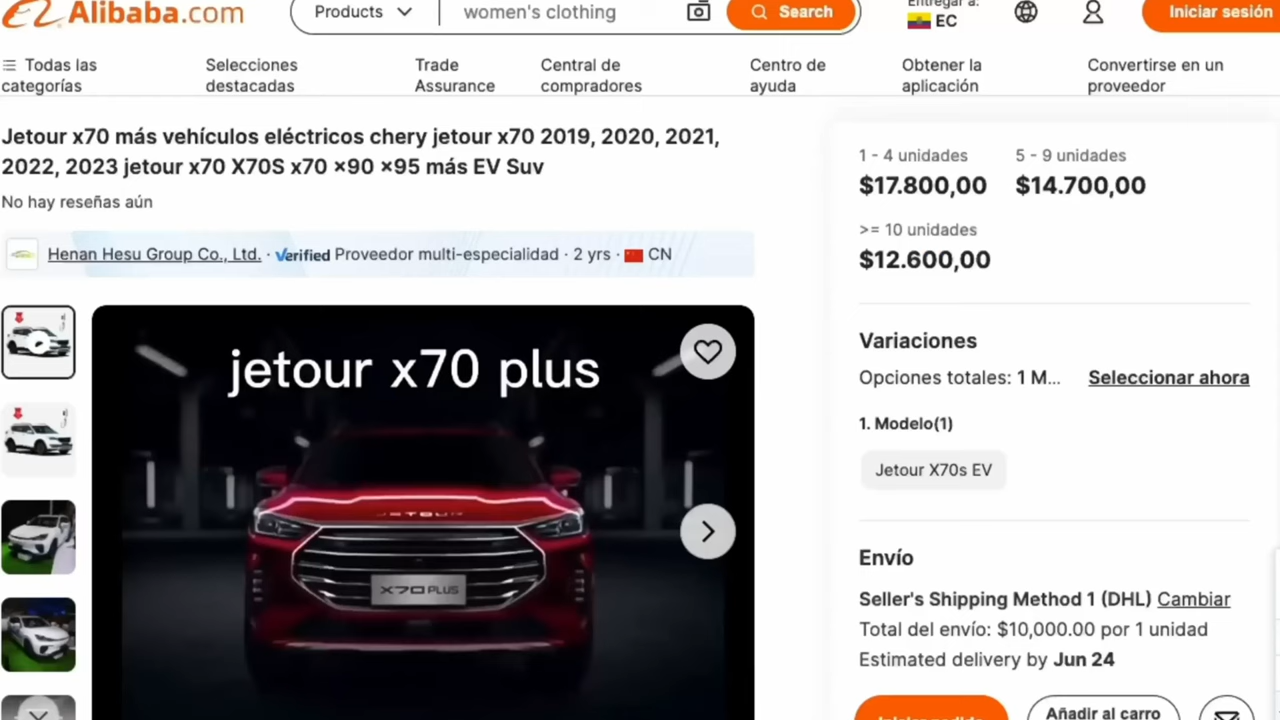 Alibaba.com
Products
women's clothing
Search
Entregar a:
EC
Iniciar sesión
Todas las categorías
Selecciones destacadas
Trade Assurance
Central de compradores
Centro de ayuda
Obtener la aplicación
Convertirse en un proveedor
Jetour x70 más vehículos eléctricos chery jetour x70 2019, 2020, 2021,
2022, 2023 jetour x70 X70S x70 ×90 ×95 más EV Suv
No hay reseñas aún
Henan Hesu Group Co., Ltd. · Verified Proveedor multi-especialidad · 2 yrs · CN
jetour x70 plus
JETOUR
X70 PLUS
1 - 4 unidades
$17.800,00
5 - 9 unidades
$14.700,00
>= 10 unidades
$12.600,00
Variaciones
Opciones totales: 1 M... Seleccionar ahora
1. Modelo(1)
Jetour X70s EV
Envío
Seller's Shipping Method 1 (DHL) Cambiar
Total del envío: $10,000.00 por 1 unidad
Estimated delivery by Jun 24
Iniciar pedido
Añadir al carro